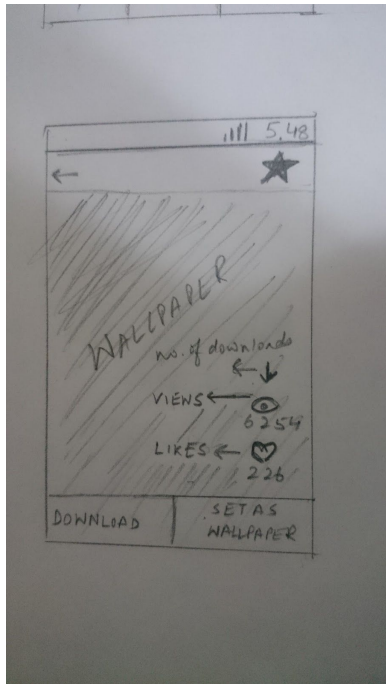 5.48
WALLPAPER
no. of downloads
VIEWS
6254
LIKES
226
DOWNLOAD
SET AS
WALLPAPER